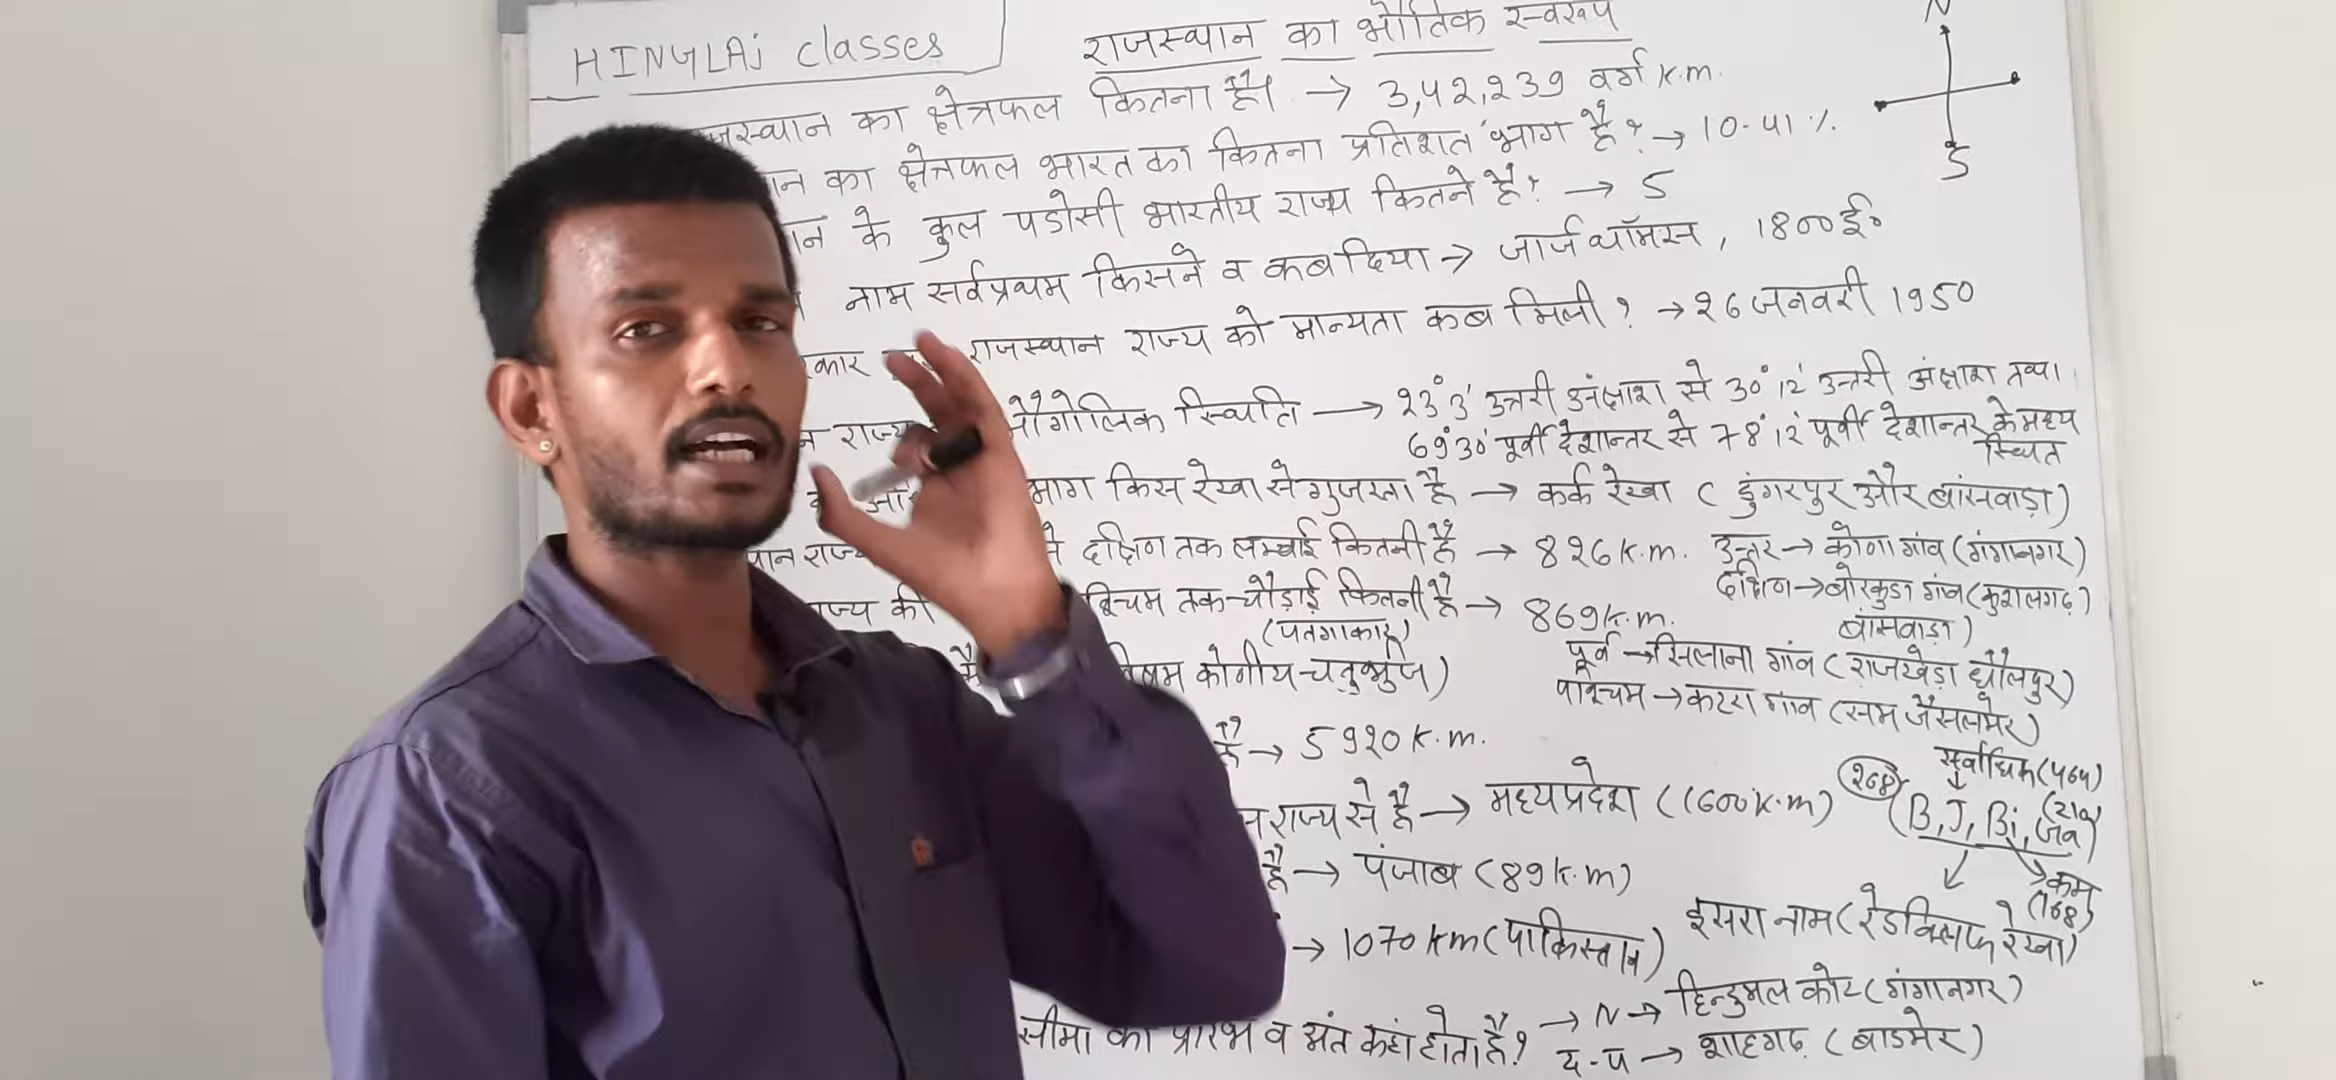 HINGLAJ classes
राजस्थान का भौतिक स्वरूप
N
S
जस्थान का क्षेत्रफल कितना है। → 3,42,239 वर्ग K.m.
ान का क्षेत्रफल भारत का कितना प्रतिशत भाग है? → 10.41 %.
ान के कुल पडोसी भारतीय राज्य कितने है? → 5
नाम सर्वप्रथम किसने व कब दिया → जार्ज थॉमस, 1800 ई०
कार राजस्थान राज्य को मान्यता कब मिली? → 26 जनवरी 1950
न राज्य भौगोलिक स्थिति → 23° 3' उत्तरी अंक्षाश से 30° 12' उत्तरी अंक्षाश तथा
69° 30' पूर्वी देशान्तर से 78° 12' पूर्वी देशान्तर के मध्य
स्थित
भाग किस रेखा से गुजरता है → कर्क रेखा ( डुंगरपुर और बांसवाड़ा)
थान राज्य से दक्षिण तक लम्बाई कितनी है → 826 K.m. उत्तर → कोणा गांव (गंगानगर)
दक्षिण → बोरकुडा गांव (कुशलगढ़
बांसवाड़ा)
ाज्य की श्चिम तक चौड़ाई कितनी है → 869 k.m.
(पतंगाकार)
पूर्व → सिलाना गांव ( राजखेड़ा धौलपुर)
विषम कोणीय चतुर्भुज)
पश्चिम → कटरा गांव (सम जैसलमेर)
है → 5920 K.m.
राज्य से है → मध्यप्रदेश (1600 K.m)
268
सर्वाधिक (464)
(B, J, Bi,
कम
(168)
है → पंजाब (89 k.m)
→ 1070 km (पाकिस्तान)
दूसरा नाम ( रेडक्लिफ रेखा)
सीमा का प्रारंभ व अंत कहां होता है? → N → हिन्दुमल कोट (गंगानगर)
द-प → शाहगढ़ ( बाडमेर)